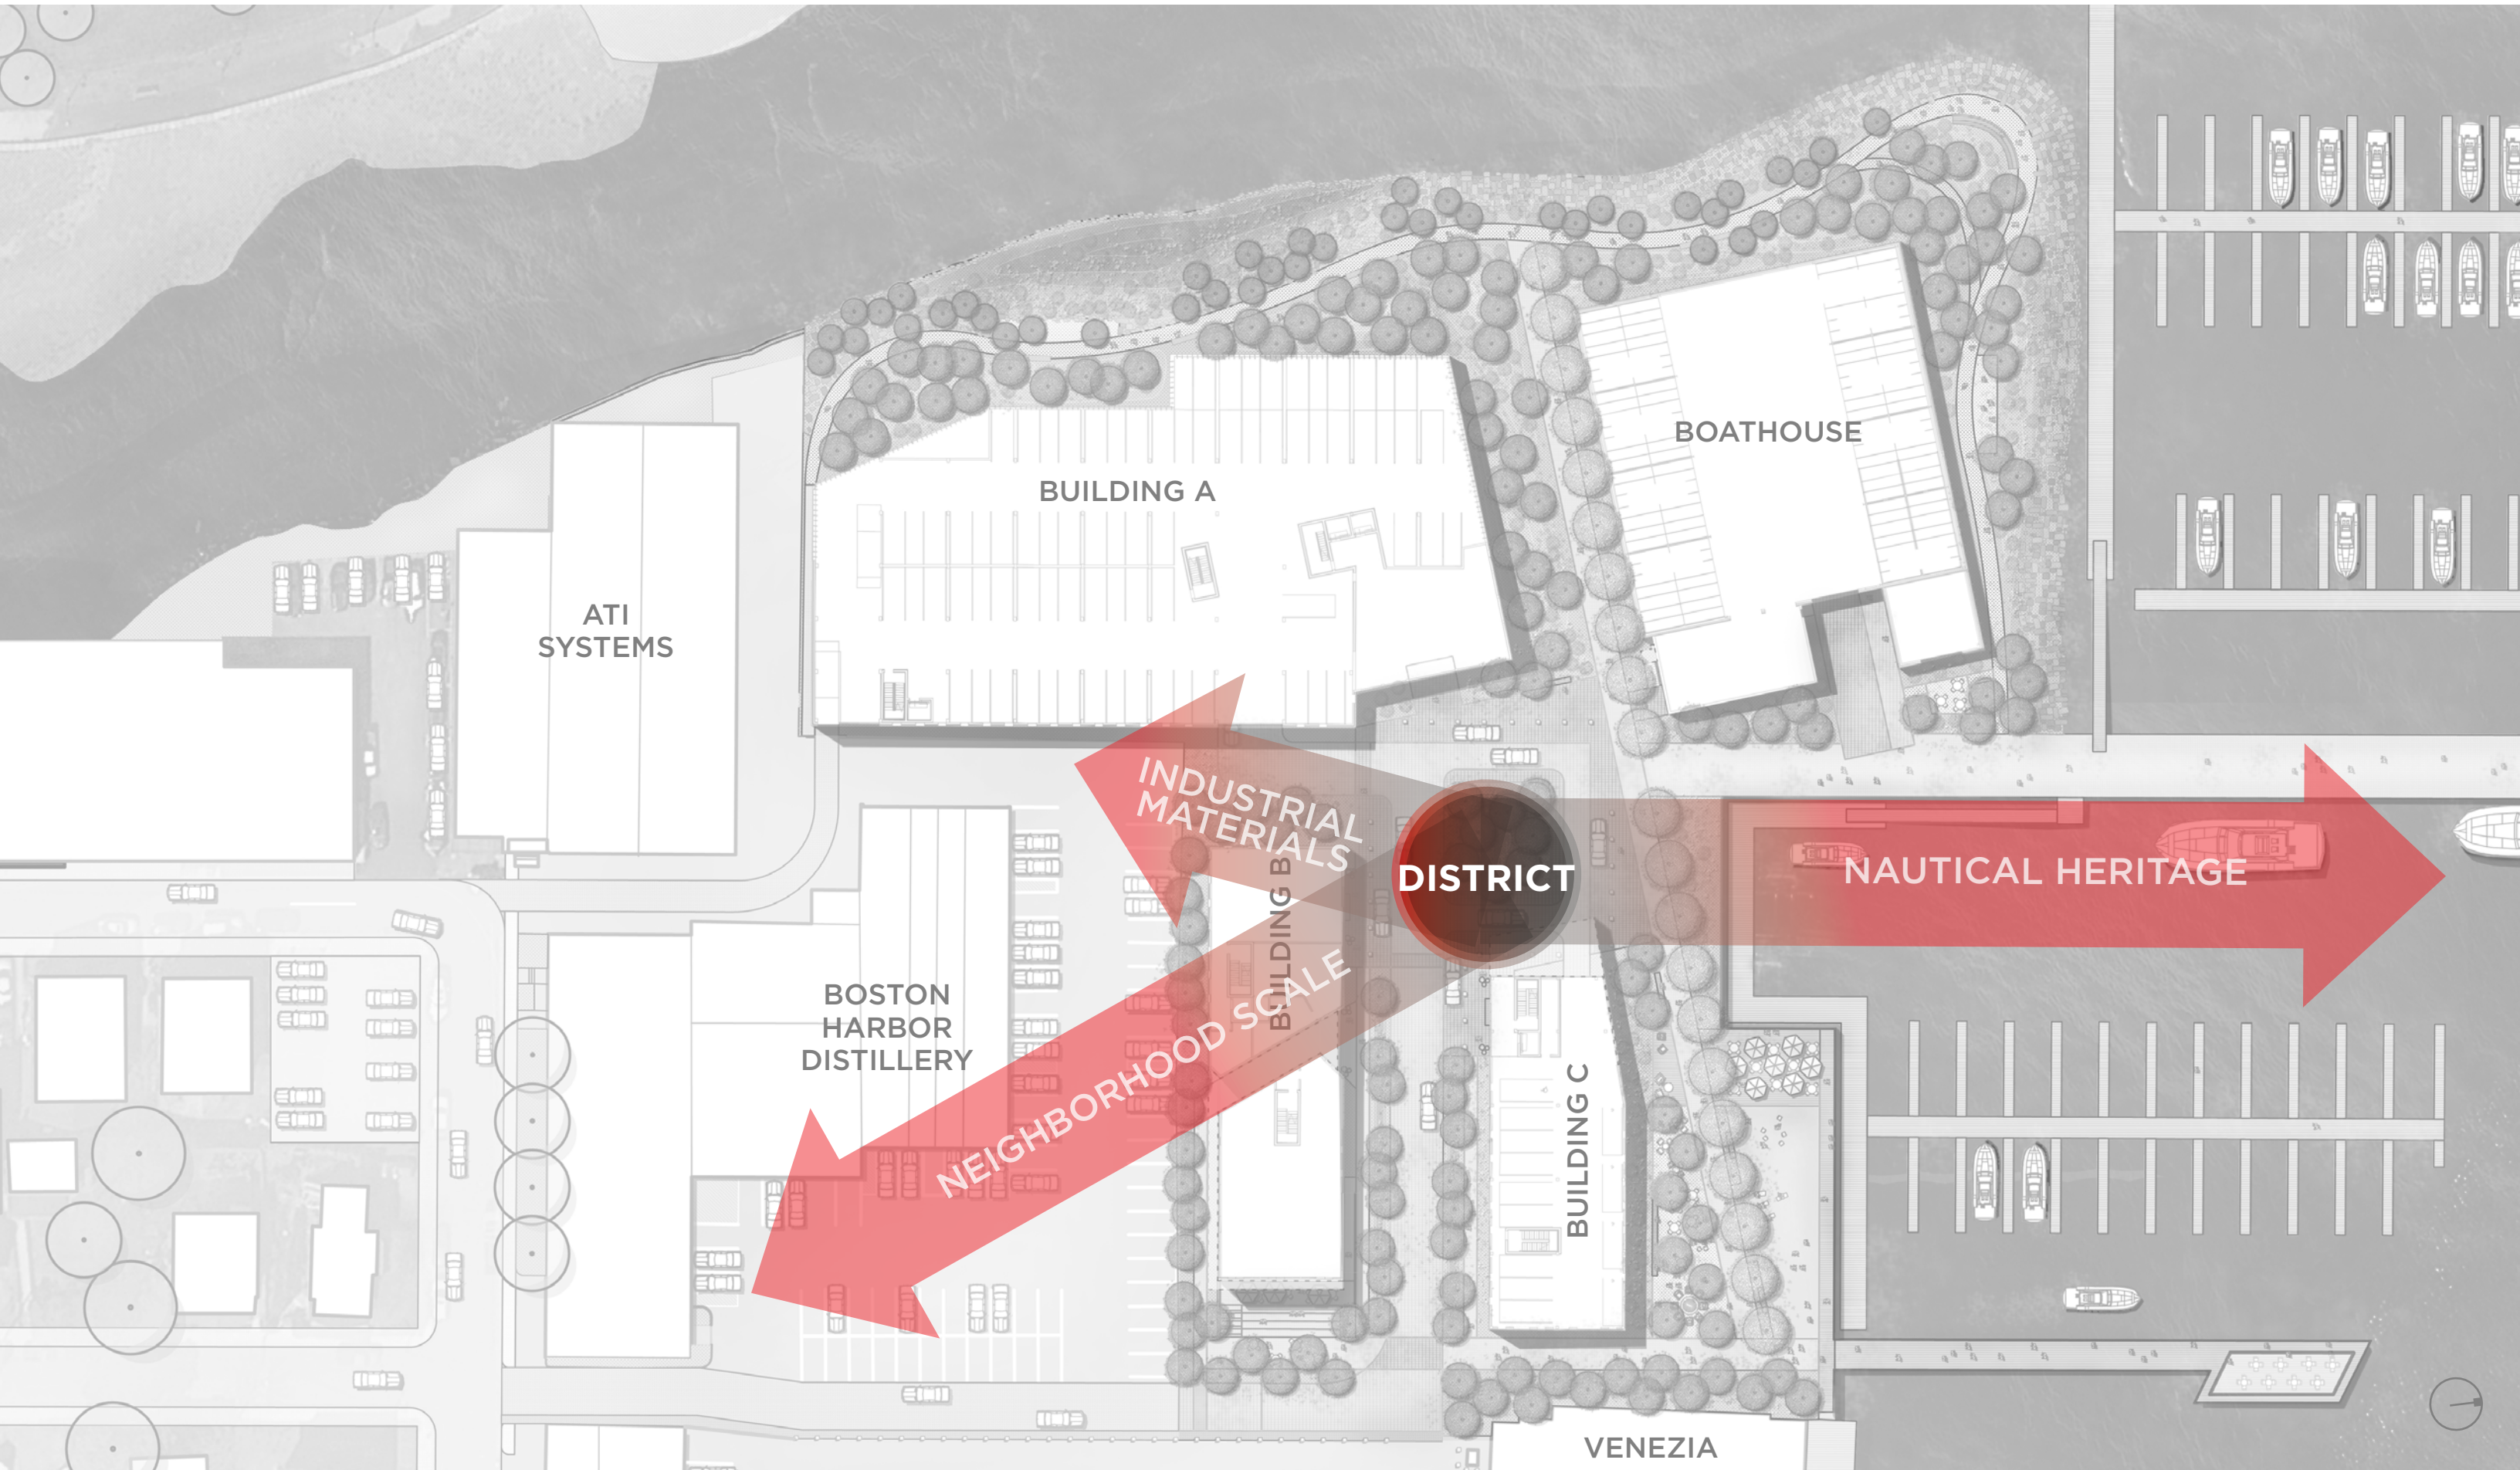 BOATHOUSE
BUILDING A
ATI
SYSTEMS
INDUSTRIAL
MATERIALS
DISTRICT
NAUTICAL HERITAGE
BUILDING B
BOSTON
HARBOR
DISTILLERY
NEIGHBORHOOD SCALE
BUILDING C
VENEZIA